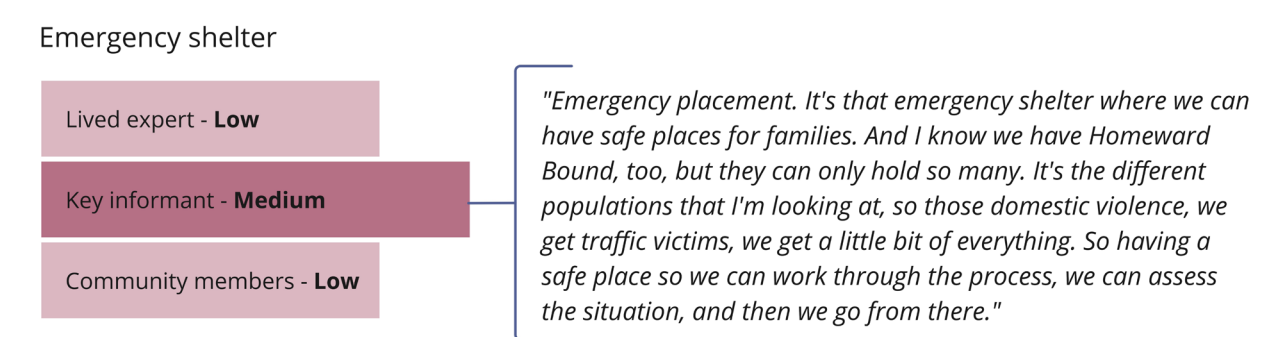 Emergency shelter
Lived expert - Low
Key informant - Medium
Community members - Low
"Emergency placement. It's that emergency shelter where we can
have safe places for families. And I know we have Homeward
Bound, too, but they can only hold so many. It's the different
populations that I'm looking at, so those domestic violence, we
get traffic victims, we get a little bit of everything. So having a
safe place so we can work through the process, we can assess
the situation, and then we go from there."